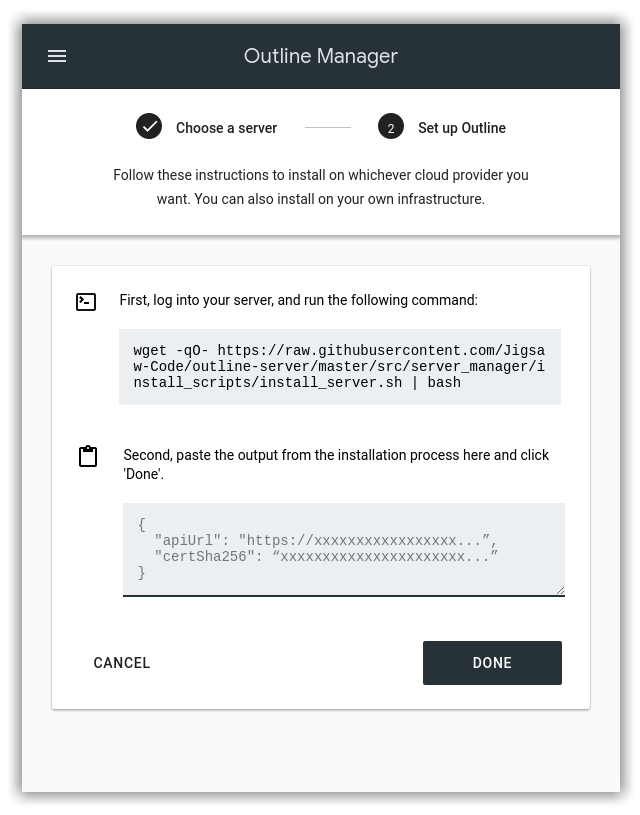 Outline Manager
Choose a server
2
Set up Outline
Follow these instructions to install on whichever cloud provider you
want. You can also install on your own infrastructure.
First, log into your server, and run the following command:
wget -qO- https://raw.githubusercontent.com/Jigsa
w-Code/outline-server/master/src/server_manager/i
nstall_scripts/install_server.sh | bash
Second, paste the output from the installation process here and click
'Done'.
{
  "apiUrl": "https://xxxxxxxxxxxxxxxxx...”,
  "certSha256": “xxxxxxxxxxxxxxxxxxxxxx...”
}
CANCEL
DONE